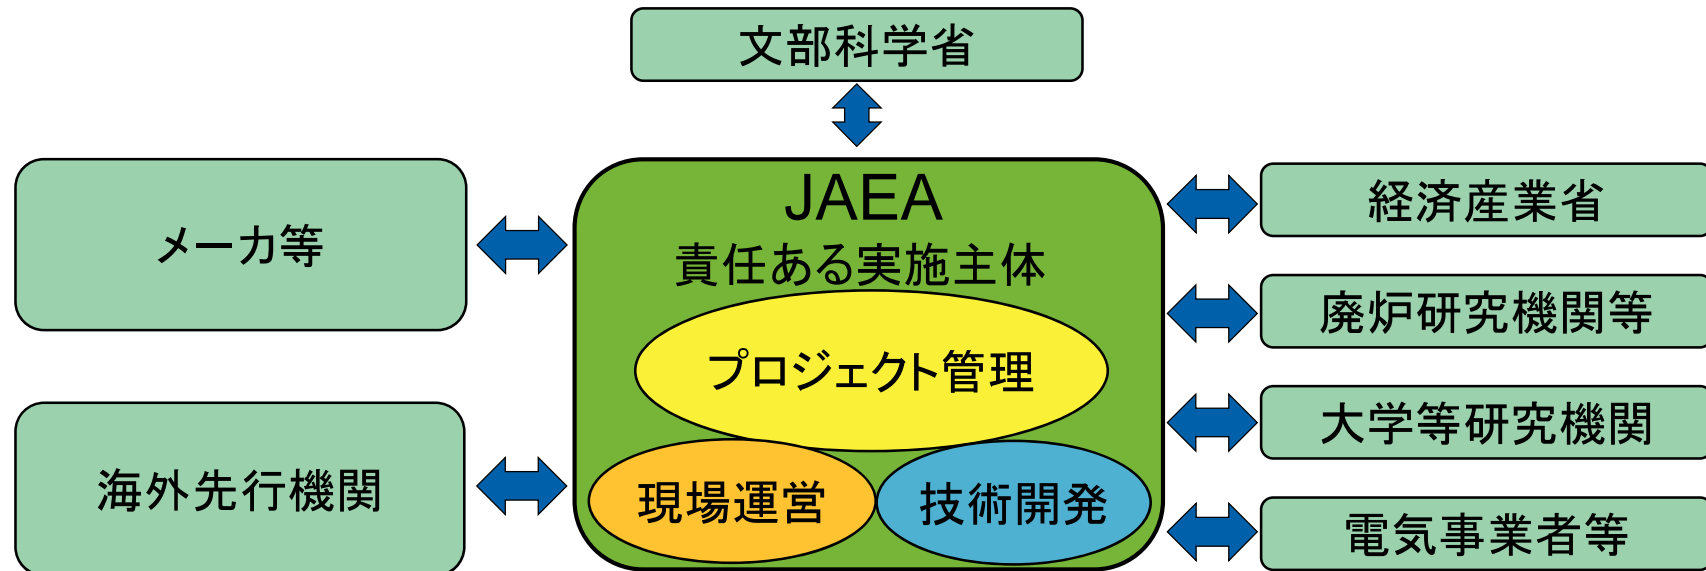 文部科学省
メーカ等
海外先行機関
JAEA
責任ある実施主体
プロジェクト管理
現場運営
技術開発
経済産業省
廃炉研究機関等
大学等研究機関
電気事業者等